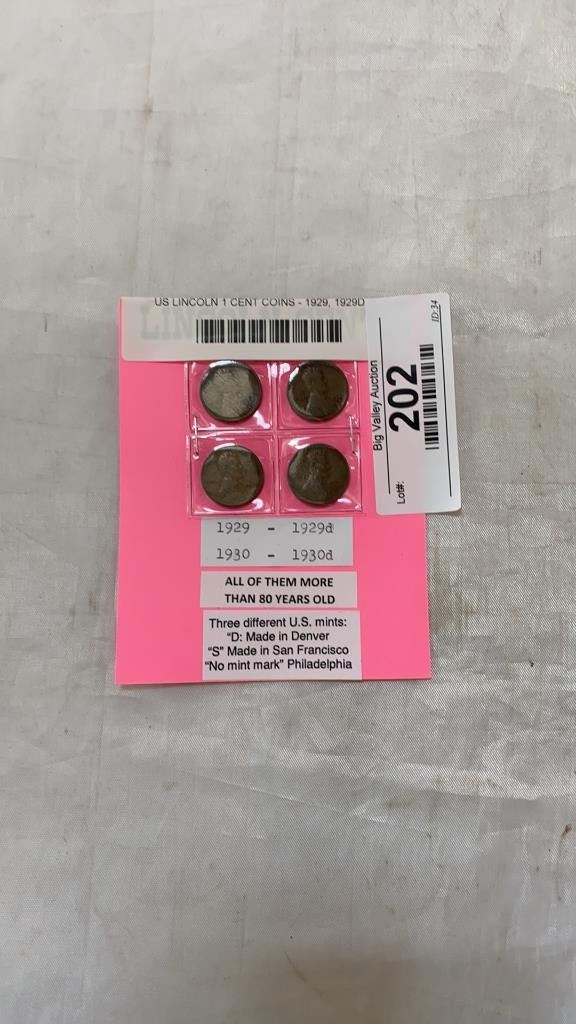 US LINCOLN 1 CENT COINS - 1929, 1929D
Lot#: 202
Big Valley Auction
ID:34
1929 - 1929d
1930 - 1930d
ALL OF THEM MORE
THAN 80 YEARS OLD
Three different U.S. mints:
"D: Made in Denver
"S" Made in San Francisco
"No mint mark" Philadelphia